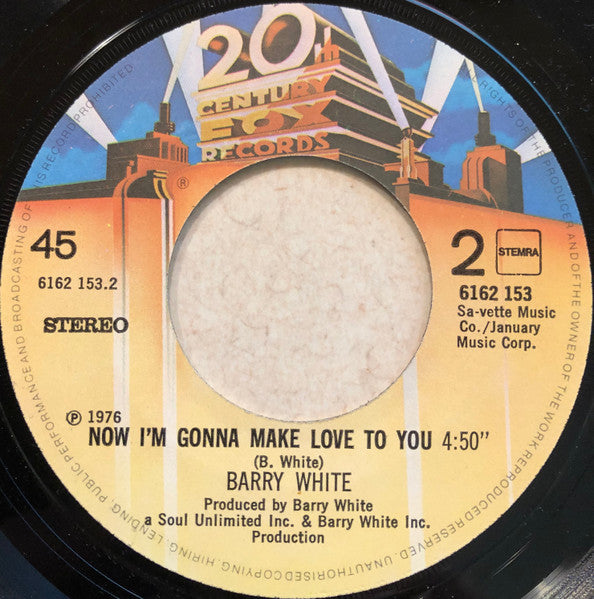 20th
CENTURY
FOX
RECORDS
®
45
6162 153.2
STEREO
2
STEMRA
6162 153
Sa-vette Music
Co./January
Music Corp.
℗ 1976
NOW I'M GONNA MAKE LOVE TO YOU 4:50"
(B. White)
BARRY WHITE
Produced by Barry White
a Soul Unlimited Inc. & Barry White Inc.
Production
ALL RIGHTS OF THE PRODUCER AND OF THE OWNER OF THE WORK REPRODUCED RESERVED. UNAUTHORISED COPYING, HIRING, LENDING, PUBLIC PERFORMANCE AND BROADCASTING OF THIS RECORD PROHIBITED.